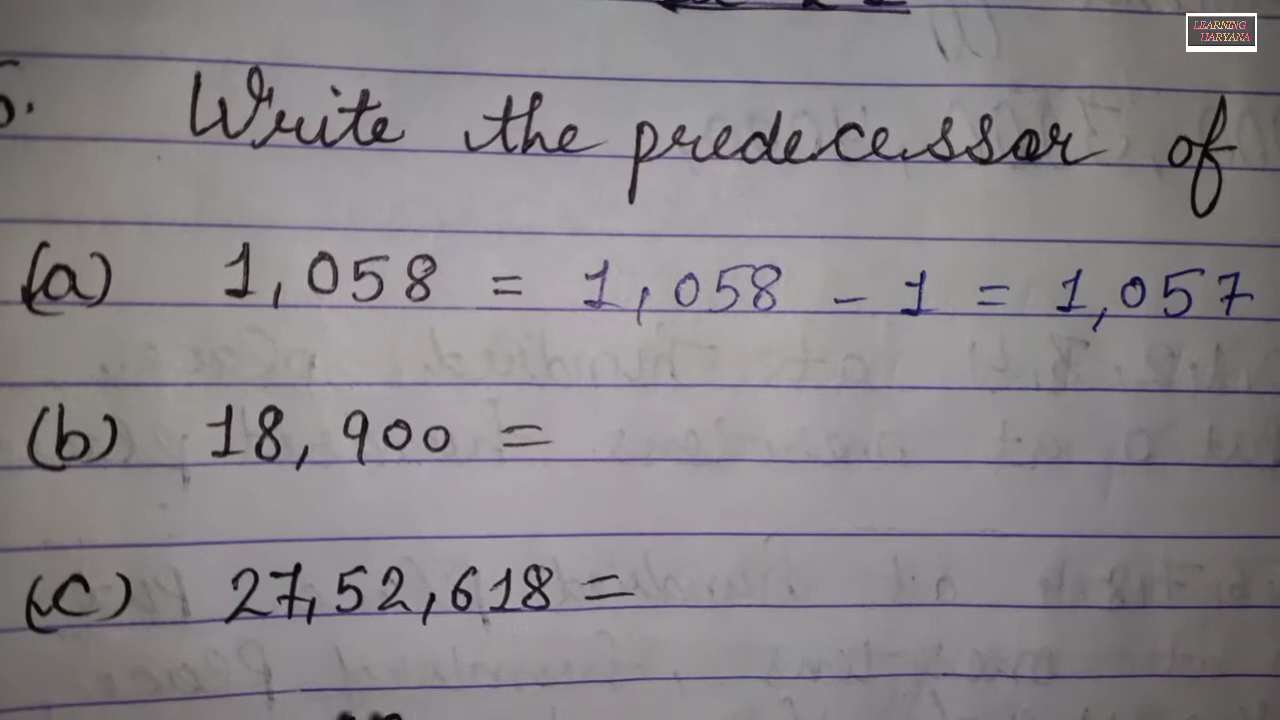 LEARNING
HARYANA
5. Write the predecessor of
(a) 1,058 = 1,058 - 1 = 1,057
(b) 18,900 =
(c) 27,52,618 =